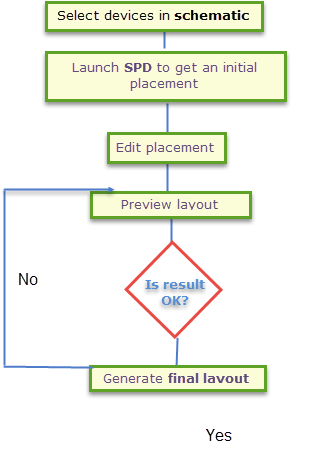 Select devices in schematic
Launch SPD to get an initial
placement
Edit placement
Preview layout
Is result
OK?
No
Generate final lavout
Yes